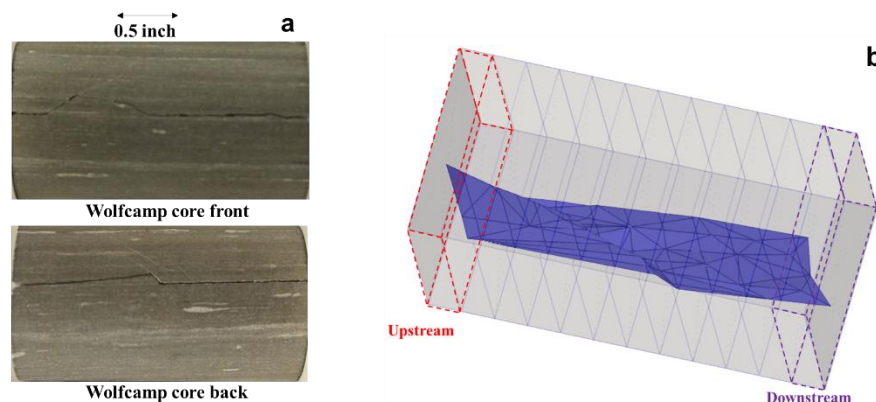 a
0.5 inch
Wolfcamp core front
Wolfcamp core back
b
Upstream
Downstream